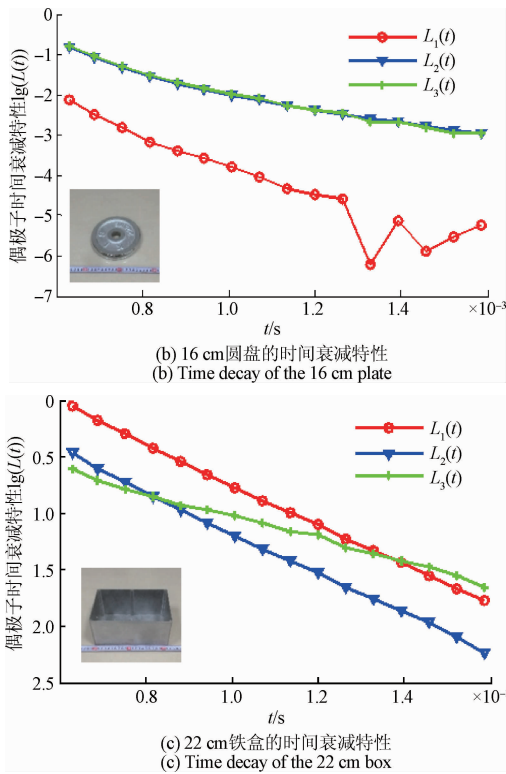 0
−1
−2
−3
−4
−5
−6
−7
偶极子时间衰减特性lg(L(t))
L₁(t)
L₂(t)
L₃(t)
0.8 1.0 1.2 1.4 ×10⁻³
t/s
(b) 16 cm圆盘的时间衰减特性
(b) Time decay of the 16 cm plate
0
0.5
1.0
1.5
2.0
2.5
偶极子时间衰减特性lg(L(t))
L₁(t)
L₂(t)
L₃(t)
0.8 1.0 1.2 1.4 ×10⁻³
t/s
(c) 22 cm铁盒的时间衰减特性
(c) Time decay of the 22 cm box